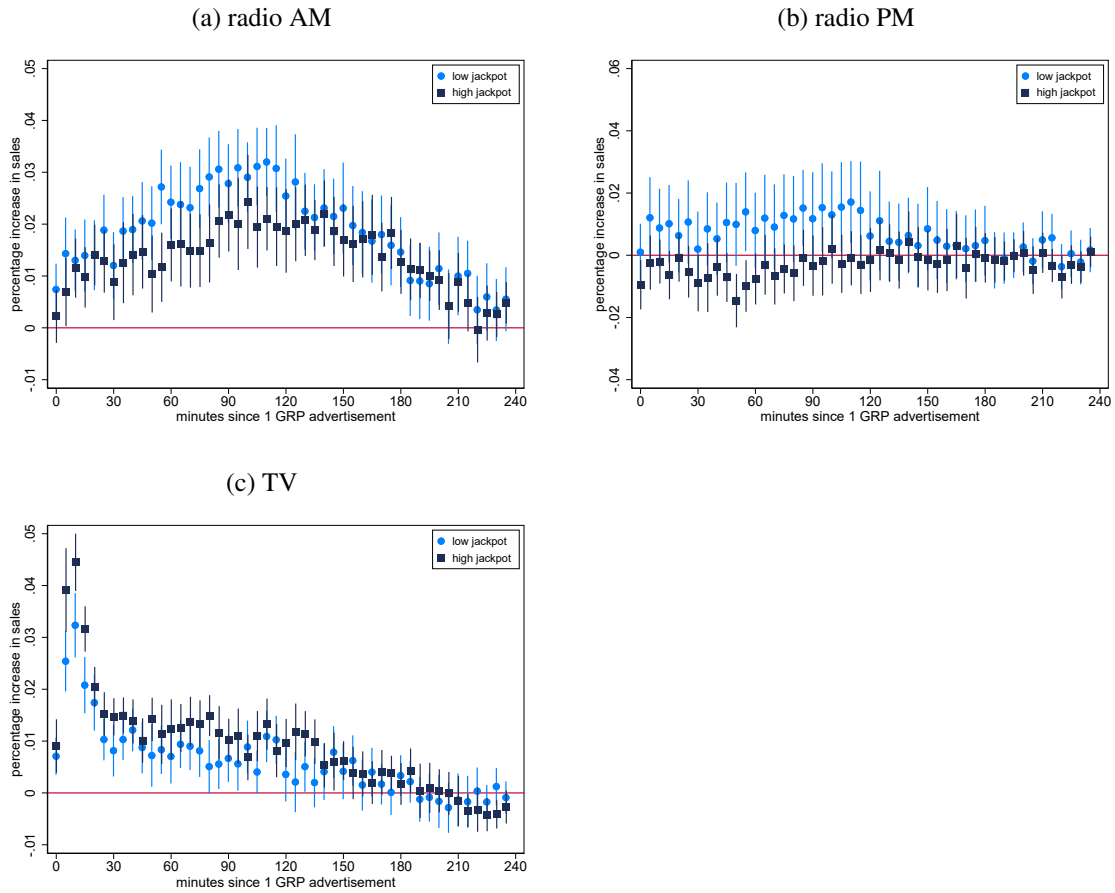 (a) radio AM
percentage increase in sales
.05
.04
.03
.02
.01
0
-.01
low jackpot
high jackpot
0 30 60 90 120 150 180 210 240
minutes since 1 GRP advertisement
(b) radio PM
percentage increase in sales
.06
.04
.02
0
-.02
-.04
low jackpot
high jackpot
0 30 60 90 120 150 180 210 240
minutes since 1 GRP advertisement
(c) TV
percentage increase in sales
.05
.04
.03
.02
.01
0
-.01
low jackpot
high jackpot
0 30 60 90 120 150 180 210 240
minutes since 1 GRP advertisement